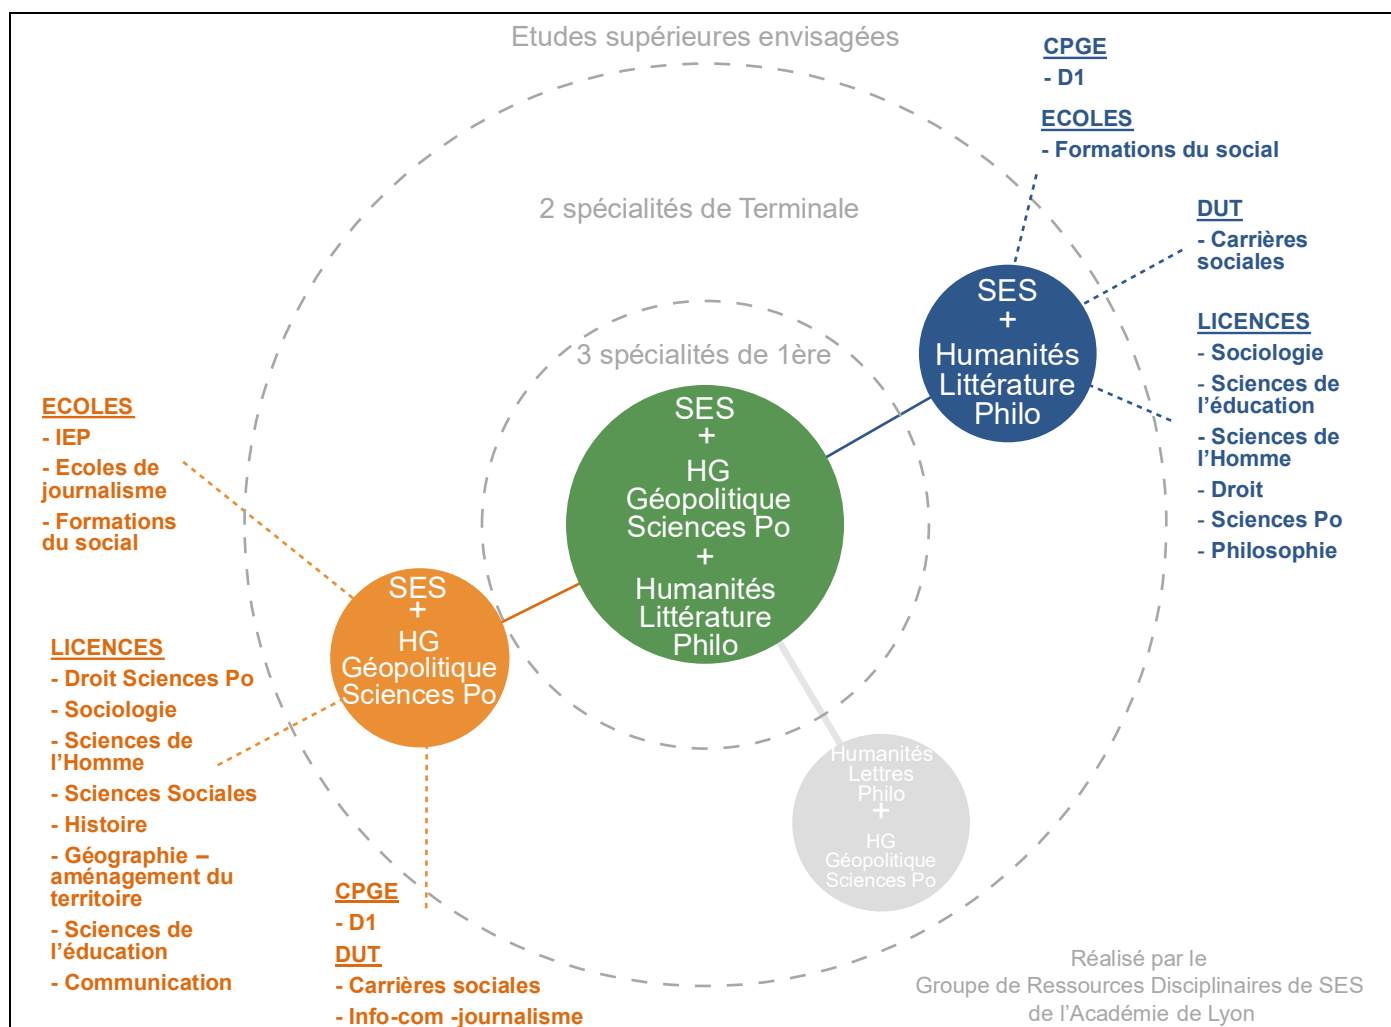 Etudes supérieures envisagées
CPGE
- D1
ECOLES
- Formations du social
2 spécialités de Terminale
DUT
- Carrières
sociales
SES
+
Humanités
Littérature
Philo
LICENCES
- Sociologie
- Sciences de
l’éducation
- Sciences de
l’Homme
- Droit
- Sciences Po
- Philosophie
3 spécialités de 1ère
SES
+
HG
Géopolitique
Sciences Po
+
Humanités
Littérature
Philo
ECOLES
- IEP
- Ecoles de
journalisme
- Formations
du social
SES
+
HG
Géopolitique
Sciences Po
LICENCES
- Droit Sciences Po
- Sociologie
- Sciences de
l’Homme
- Sciences Sociales
- Histoire
- Géographie –
aménagement du
territoire
- Sciences de
l’éducation
- Communication
CPGE
- D1
DUT
- Carrières sociales
- Info-com -journalisme
Humanités
Lettres
Philo
+
HG
Géopolitique
Sciences Po
Réalisé par le
Groupe de Ressources Disciplinaires de SES
de l’Académie de Lyon